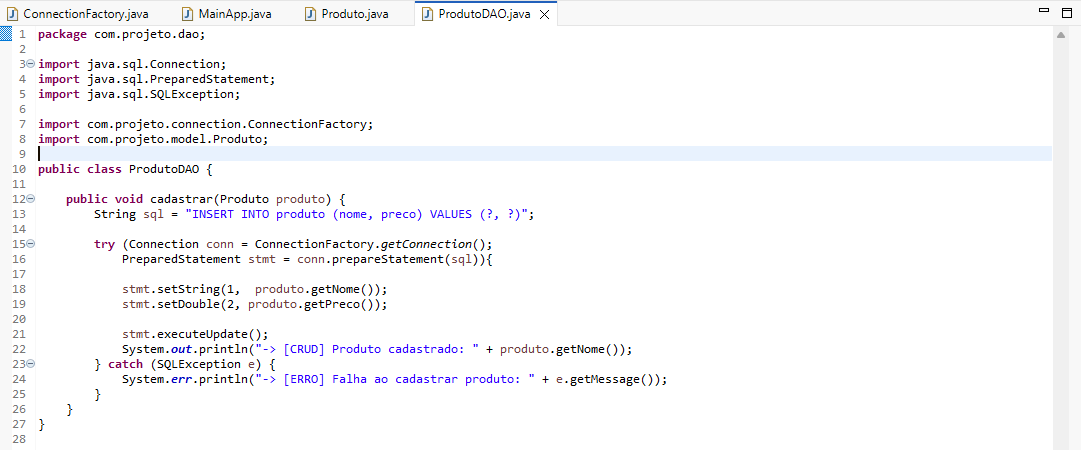 ConnectionFactory.java MainApp.java Produto.java ProdutoDAO.java
1 package com.projeto.dao;
2
3 import java.sql.Connection;
4 import java.sql.PreparedStatement;
5 import java.sql.SQLException;
6
7 import com.projeto.connection.ConnectionFactory;
8 import com.projeto.model.Produto;
9
10 public class ProdutoDAO {
11
12     public void cadastrar(Produto produto) {
13         String sql = "INSERT INTO produto (nome, preco) VALUES (?, ?)";
14
15         try (Connection conn = ConnectionFactory.getConnection();
16             PreparedStatement stmt = conn.prepareStatement(sql)){
17
18             stmt.setString(1,  produto.getNome());
19             stmt.setDouble(2, produto.getPreco());
20
21             stmt.executeUpdate();
22             System.out.println("-> [CRUD] Produto cadastrado: " + produto.getNome());
23         } catch (SQLException e) {
24             System.err.println("-> [ERRO] Falha ao cadastrar produto: " + e.getMessage());
25         }
26     }
27 }
28